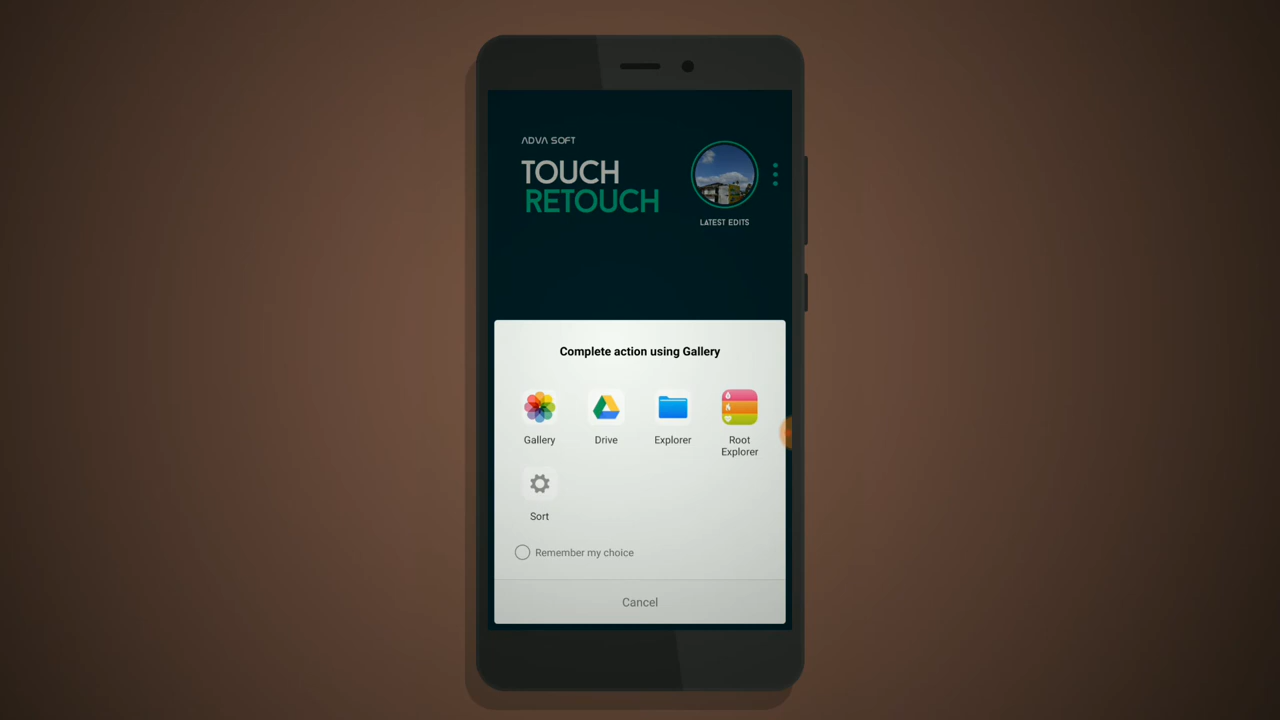 ADVA SOFT
TOUCH
RETOUCH
LATEST EDITS
Complete action using Gallery
Gallery
Drive
Explorer
Root
Explorer
Sort
Remember my choice
Cancel